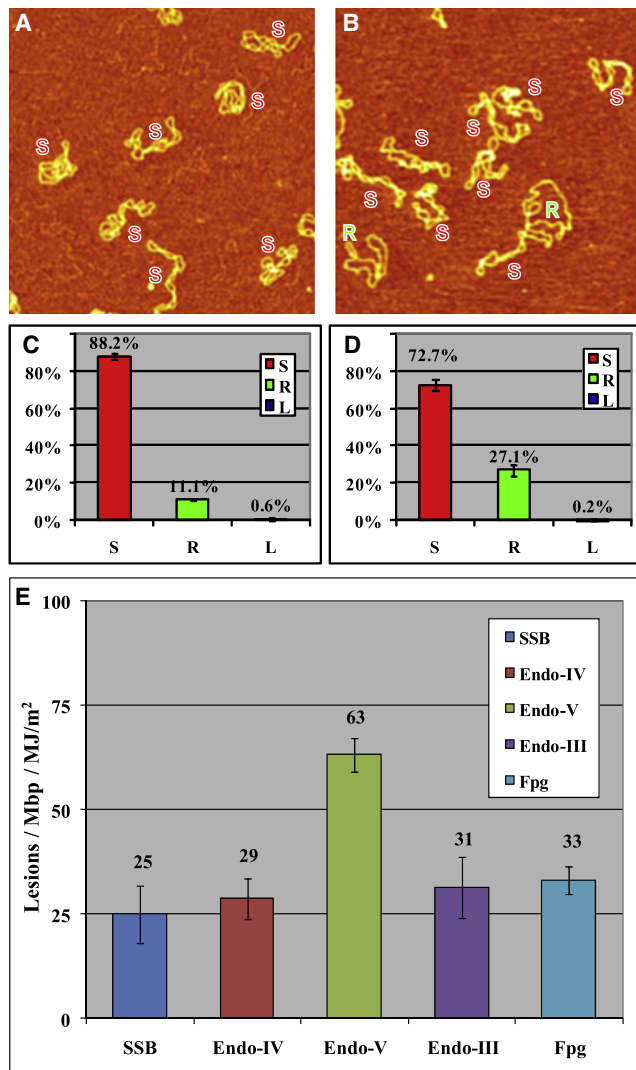 A
S
S
S
S
S
S
S
B
S
S
S
S
S
R
S
R
S
C
88.2%
80%
60%
40%
20%
0%
11.1%
0.6%
S
R
L
S
R
L
D
72.7%
80%
60%
40%
20%
0%
27.1%
0.2%
S
R
L
S
R
L
E
Lesions / Mbp / MJ/m²
100
75
50
25
0
SSB
Endo-IV
Endo-V
Endo-III
Fpg
25
29
63
31
33
SSB
Endo-IV
Endo-V
Endo-III
Fpg